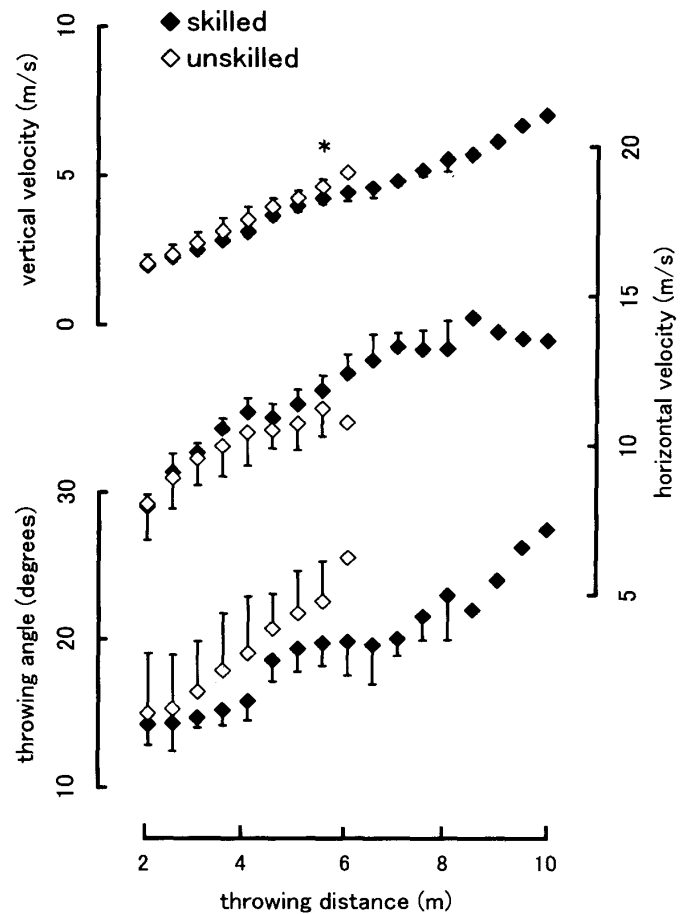 skilled
unskilled
vertical velocity (m/s)
10
5
0
*
horizontal velocity (m/s)
20
15
10
5
throwing angle (degrees)
30
20
10
2 4 6 8 10
throwing distance (m)